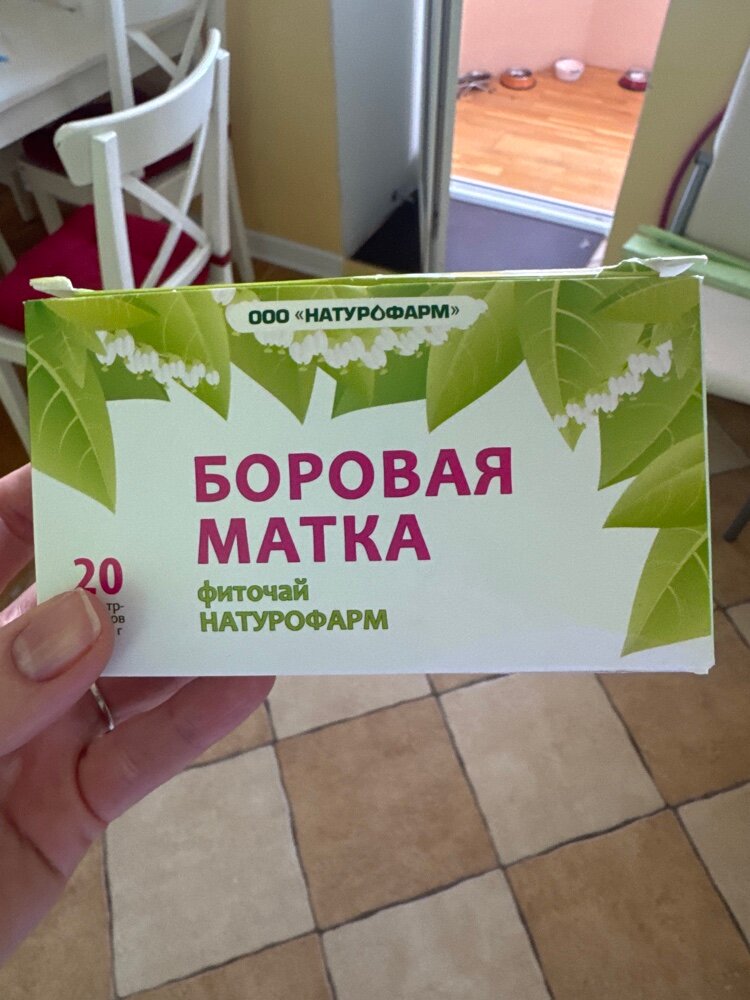 ООО «НАТУРОФАРМ»
БОРОВАЯ
МАТКА
20
фиточай
НАТУРОФАРМ
г